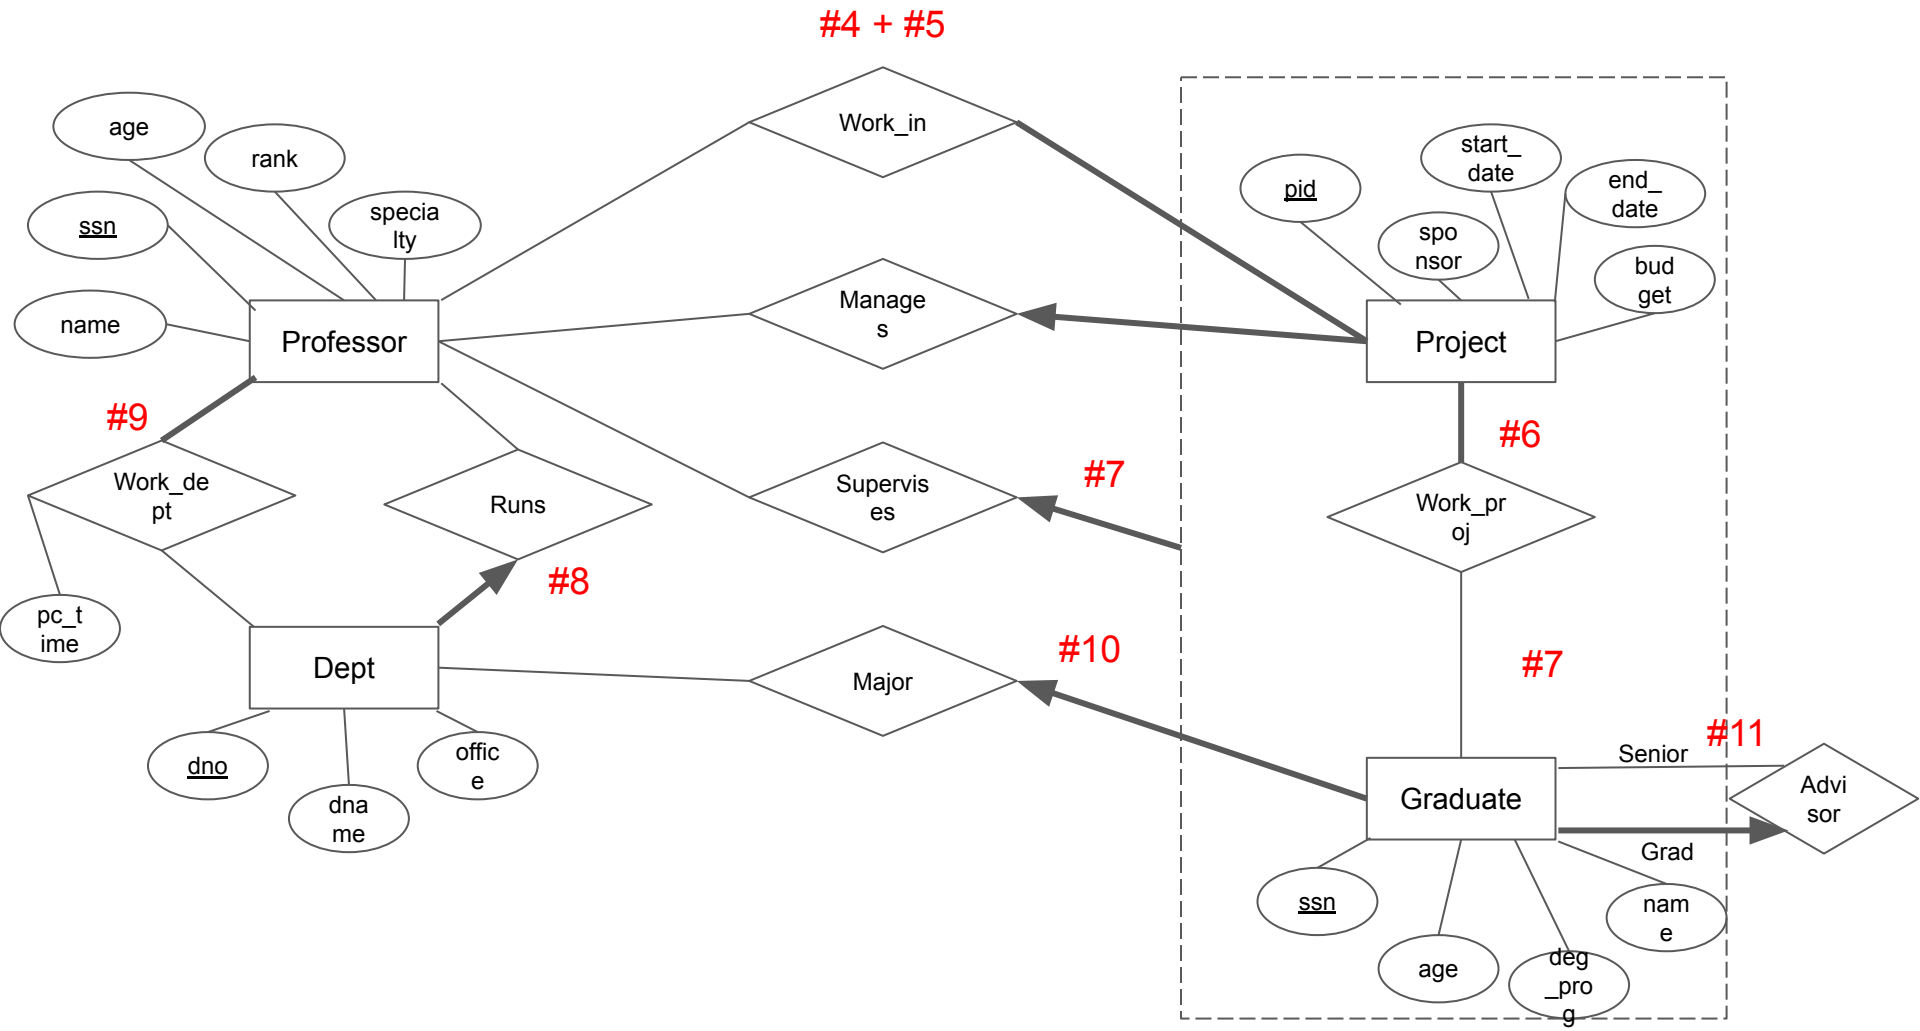 #4 + #5
age
rank
Work_in
ssn
specia
lty
pid
start_
date
end_
date
spo
nsor
bud
get
name
Professor
Manage
s
Project
#9
#6
Work_de
pt
Runs
Supervis
es
#7
Work_pr
oj
#8
pc_t
ime
Dept
Major
#10
#7
dno
dna
me
offic
e
Senior
#11
Graduate
Advi
sor
Grad
ssn
age
deg
_pro
g
nam
e